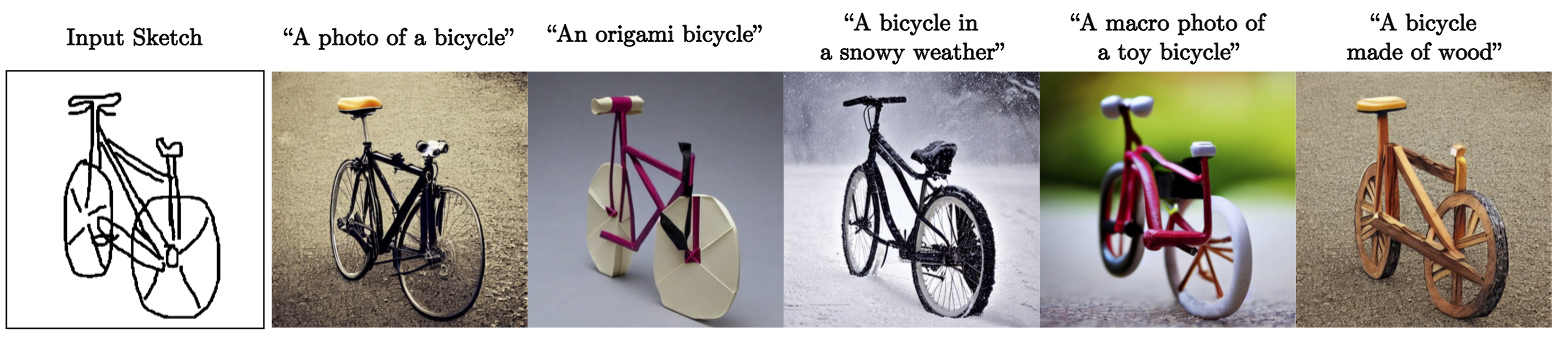 Input Sketch
“A photo of a bicycle”
“An origami bicycle”
“A bicycle in
a snowy weather”
“A macro photo of
a toy bicycle”
“A bicycle
made of wood”